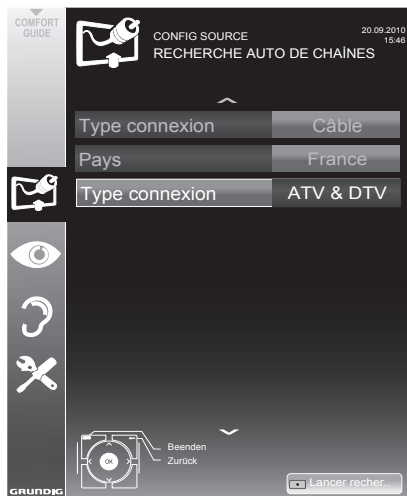 COMFORT
GUIDE
CONFIG SOURCE
20.09.2010
RECHERCHE AUTO DE CHAÎNES
15:46
Type connexion Câble
Pays France
Type connexion ATV & DTV
OK
Beenden
Zurück
Lancer recher..
GRUNDIG